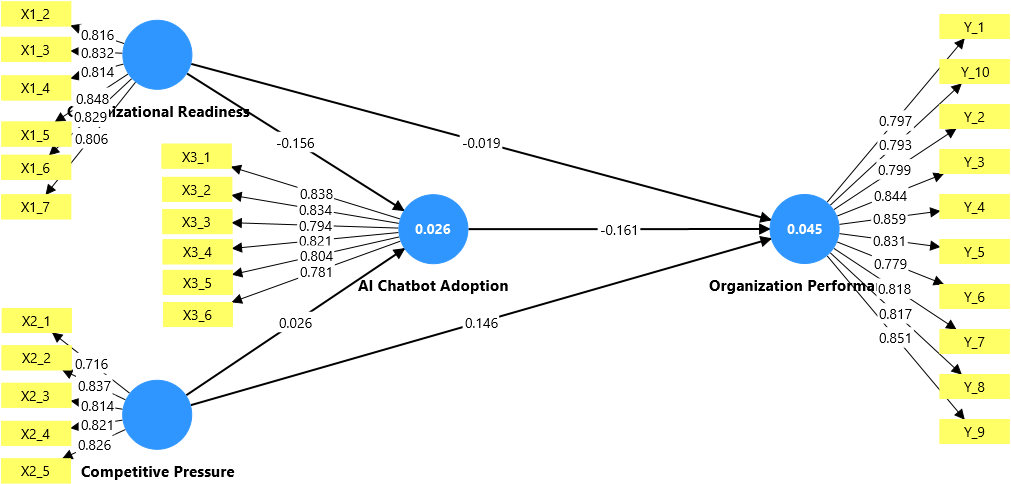 X1_2
X1_3
X1_4
X1_5
X1_6
X1_7
0.816
0.832
0.814
0.848
0.829
0.806
Readiness
-0.156
-0.019
X3_1
X3_2
X3_3
X3_4
X3_5
X3_6
0.838
0.834
0.794
0.821
0.804
0.781
0.026
AI Chatbot Adoption
-0.161
0.026
0.146
X2_1
X2_2
X2_3
X2_4
X2_5
0.716
0.837
0.814
0.821
0.826
Competitive Pressure
0.045
Organization Performa
0.797
0.793
0.799
0.844
0.859
0.831
0.779
0.818
0.817
0.851
Y_1
Y_10
Y_2
Y_3
Y_4
Y_5
Y_6
Y_7
Y_8
Y_9